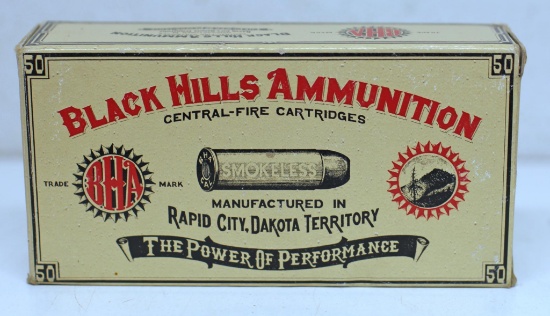 50 50
BLACK HILLS AMMUNITION
CENTRAL-FIRE CARTRIDGES
SMOKELESS
TRADE BHA MARK
MANUFACTURED IN
RAPID CITY, DAKOTA TERRITORY
THE POWER OF PERFORMANCE
50 50